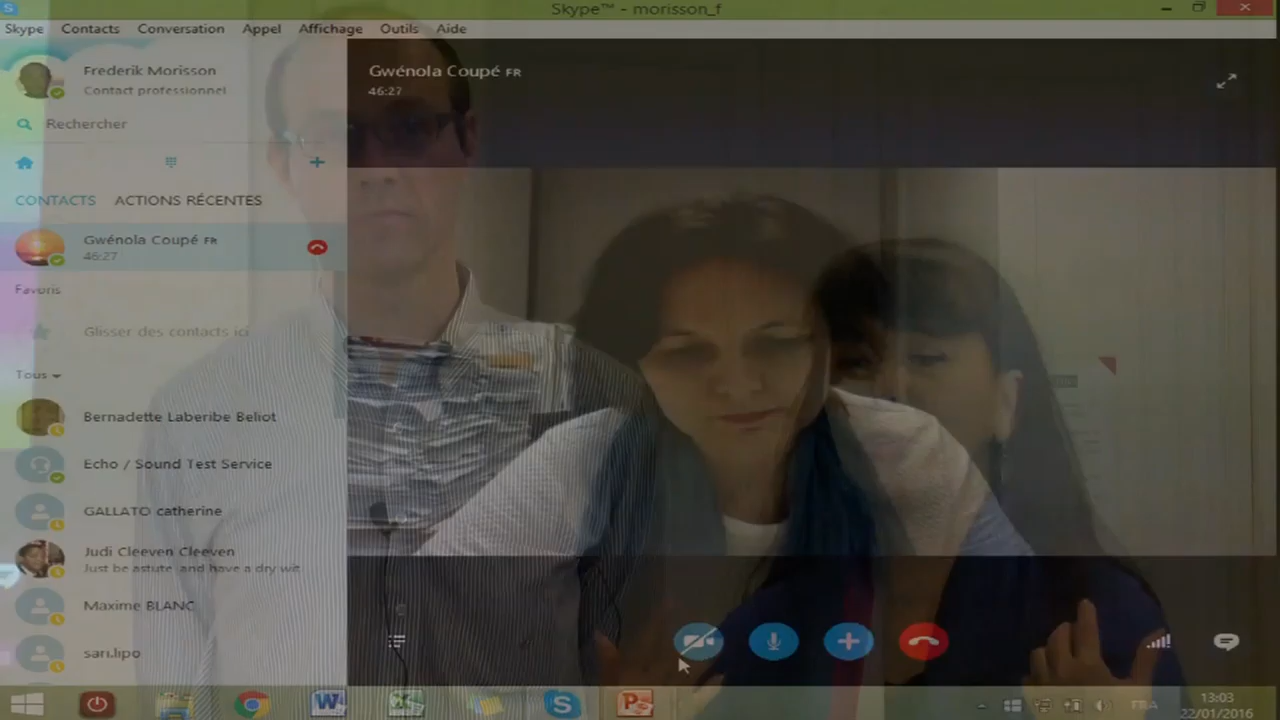 Skype™ - morisson_f
Skype Contacts Conversation Appel Affichage Outils Aide
Frederik Morisson
Contact professionnel
Rechercher
CONTACTS ACTIONS RÉCENTES
Gwénola Coupé FR
46:27
Favoris
Glisser des contacts ici
Tous
Bernadette Laberibe Beliot
Echo / Sound Test Service
GALLATO catherine
Judi Cleeven Cleeven
Just be astute and have a dry wit
Maxime BLANC
sari.lipo
Gwénola Coupé FR
46:27
FRA
13:03
22/01/2016